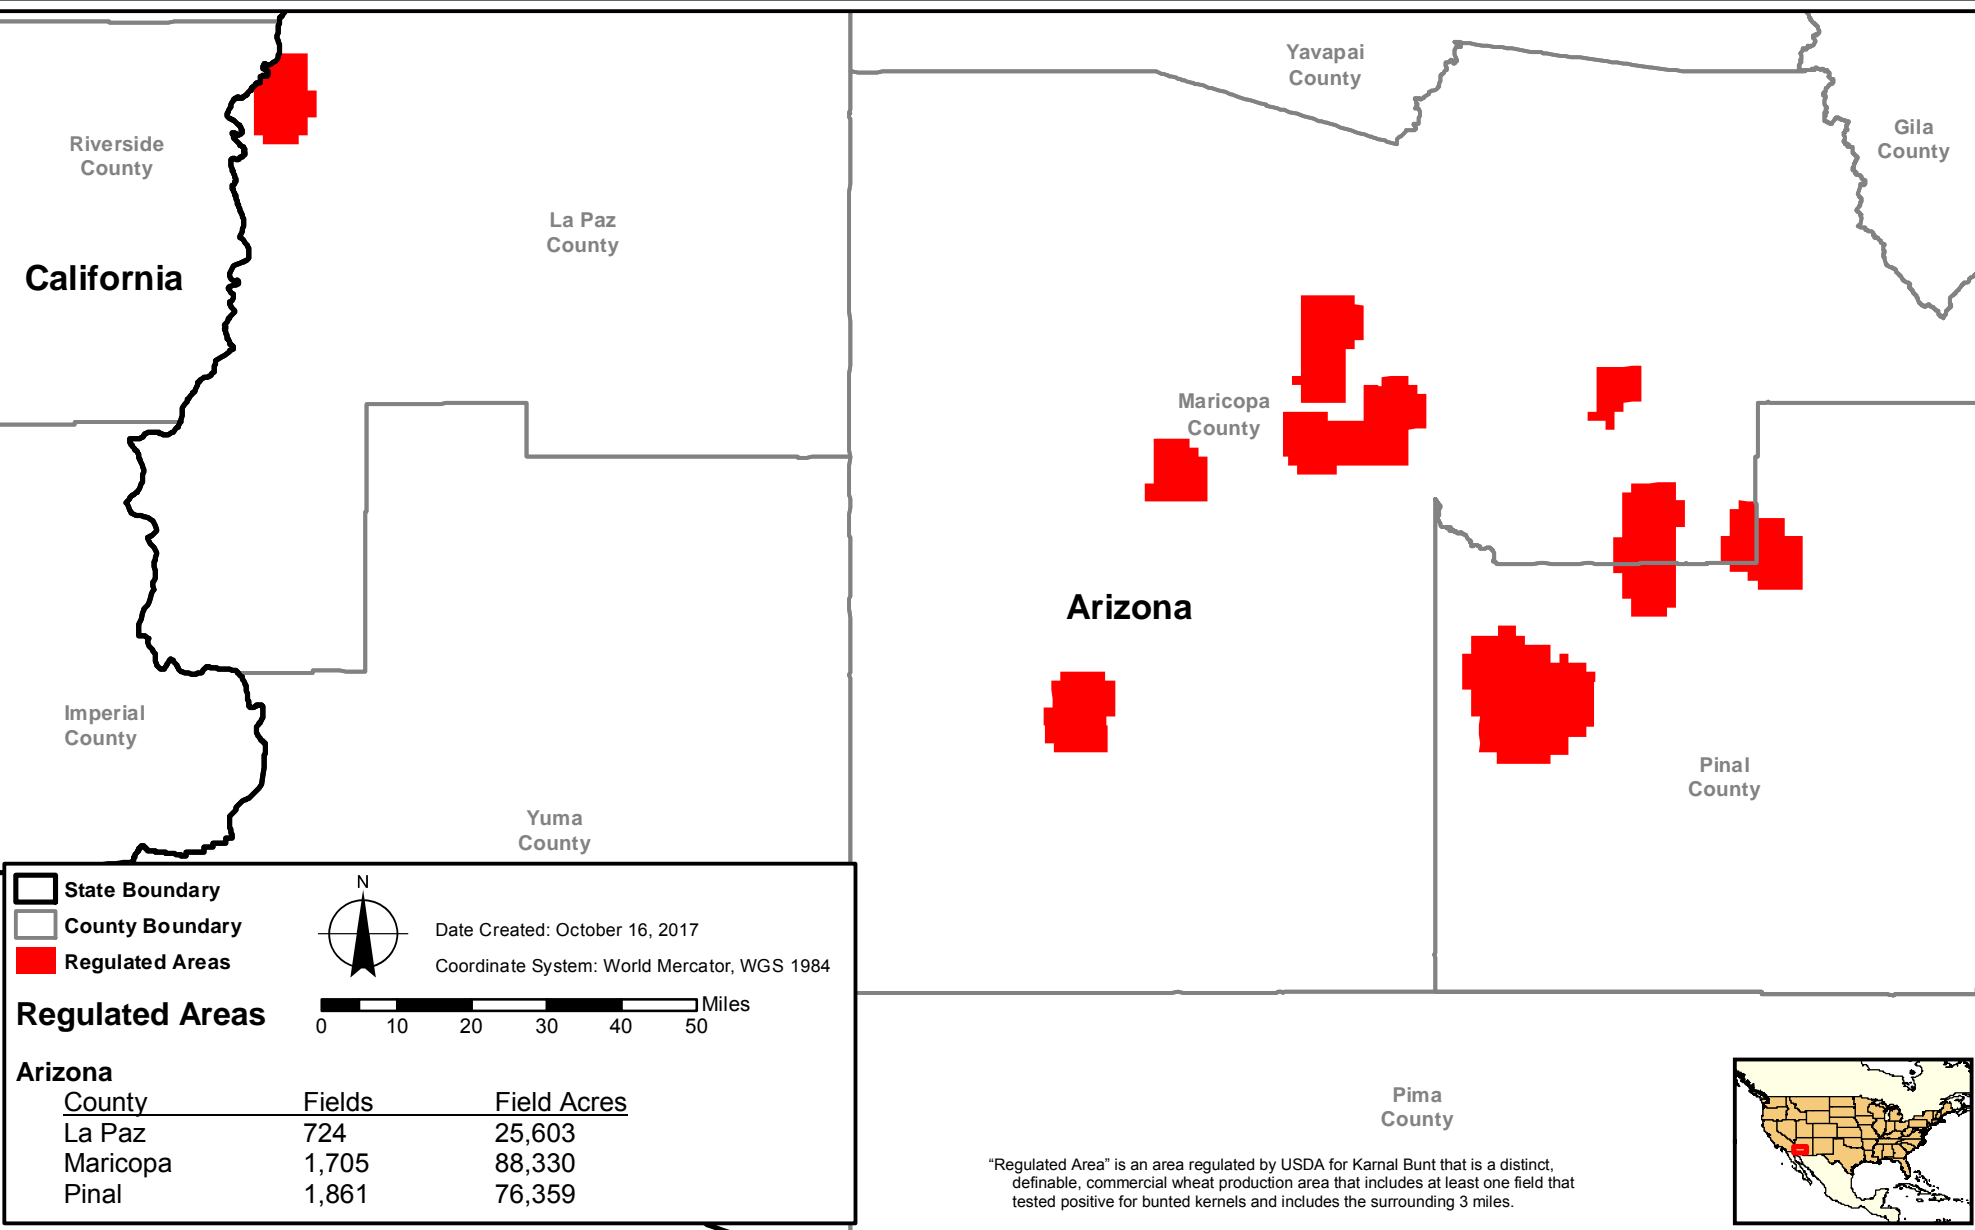 Yavapai
County
Gila
County
Riverside
County
La Paz
County
California
Maricopa
County
Arizona
Imperial
County
Pinal
County
Yuma
County
State Boundary
County Boundary
Regulated Areas
N
Date Created: October 16, 2017
Coordinate System: World Mercator, WGS 1984
Regulated Areas
Miles
0 10 20 30 40 50
Arizona
County Fields Field Acres
La Paz 724 25,603
Maricopa 1,705 88,330
Pinal 1,861 76,359
Pima
County
“Regulated Area” is an area regulated by USDA for Karnal Bunt that is a distinct,
definable, commercial wheat production area that includes at least one field that
tested positive for bunted kernels and includes the surrounding 3 miles.